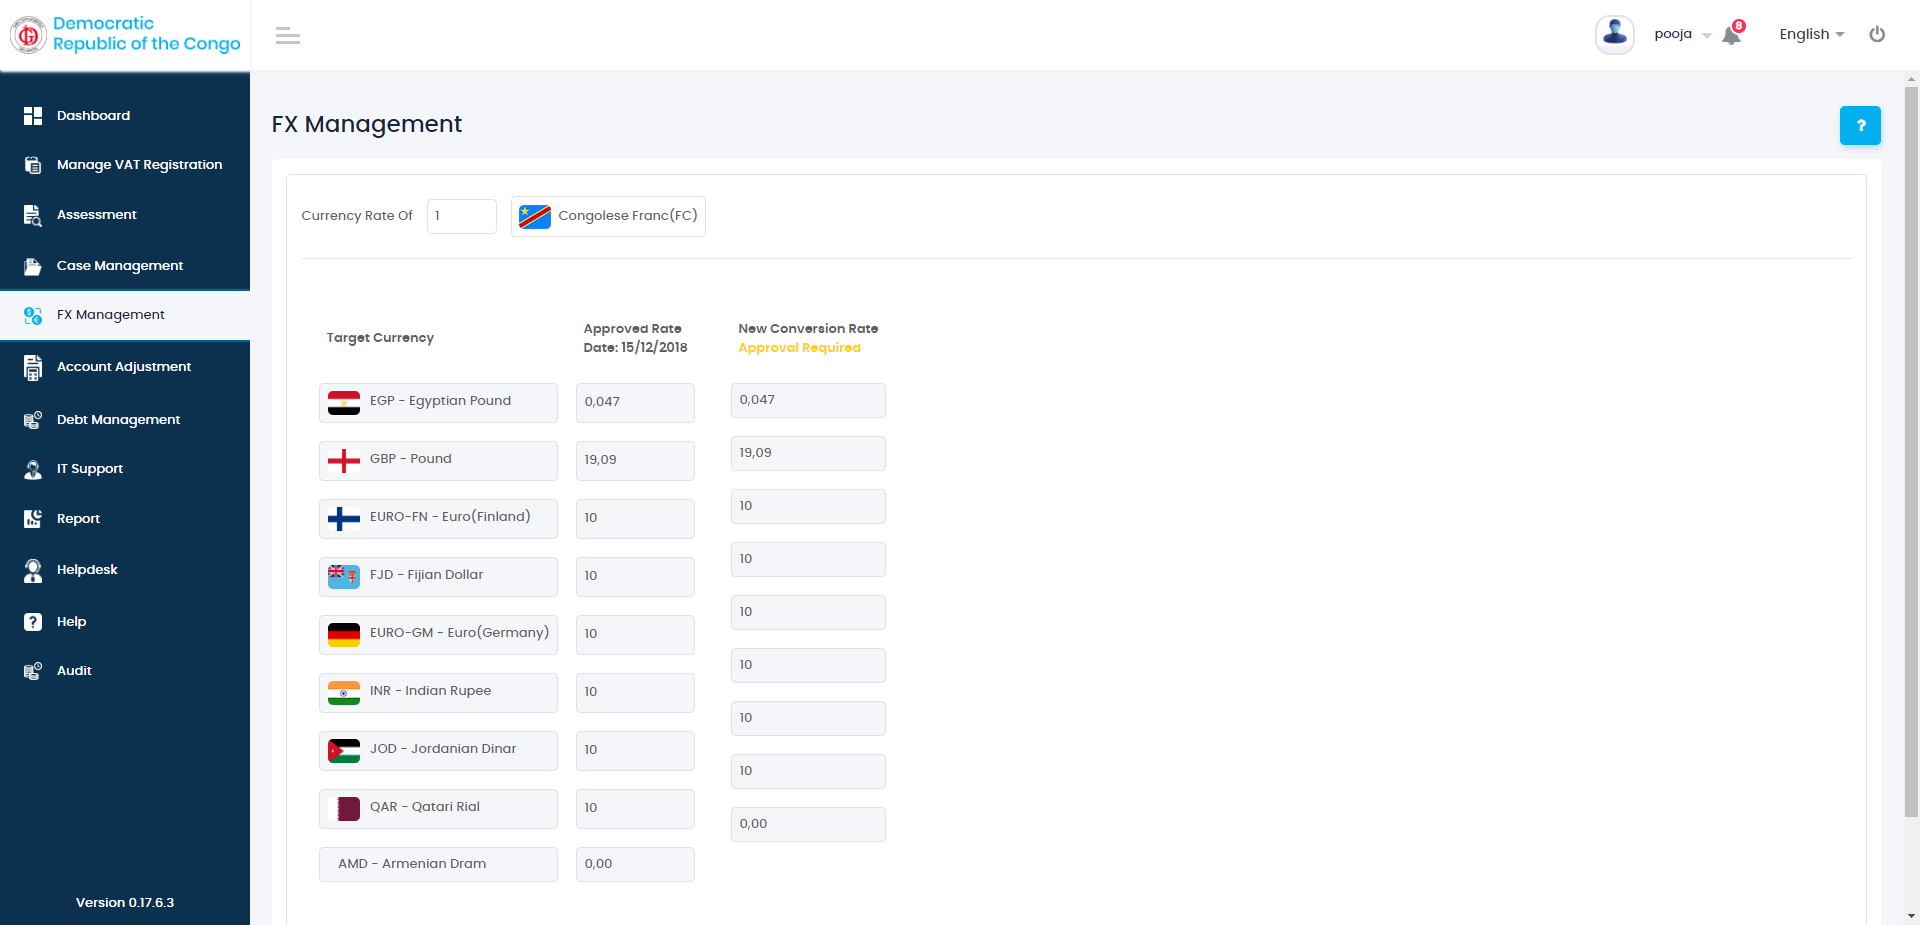 Democratic
Republic of the Congo
pooja
8
English
Dashboard
Manage VAT Registration
Assessment
Case Management
FX Management
Account Adjustment
Debt Management
IT Support
Report
Helpdesk
Help
Audit
Version 0.17.6.3
FX Management
?
Currency Rate Of 1 Congolese Franc(FC)
Target Currency
Approved Rate
Date: 15/12/2018
New Conversion Rate
Approval Required
EGP - Egyptian Pound 0,047 0,047
GBP - Pound 19,09 19,09
EURO-FN - Euro(Finland) 10 10
FJD - Fijian Dollar 10 10
EURO-GM - Euro(Germany) 10 10
INR - Indian Rupee 10 10
JOD - Jordanian Dinar 10 10
QAR - Qatari Rial 10 10
AMD - Armenian Dram 0,00 0,00